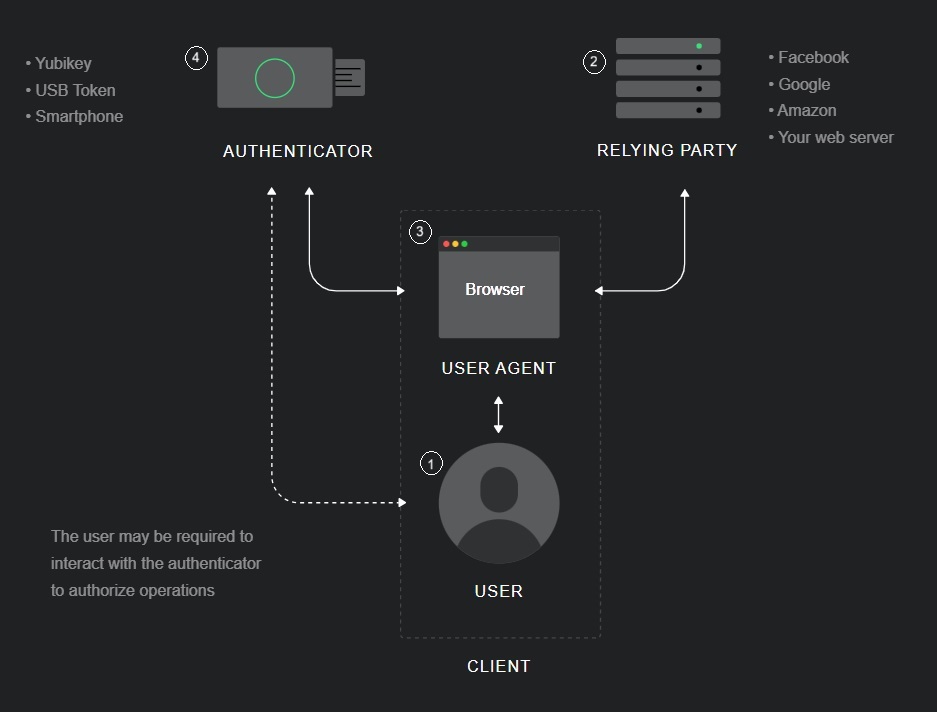 4
• Yubikey
• USB Token
• Smartphone
AUTHENTICATOR
2
• Facebook
• Google
• Amazon
• Your web server
RELYING PARTY
3
Browser
USER AGENT
1
USER
The user may be required to
interact with the authenticator
to authorize operations
CLIENT